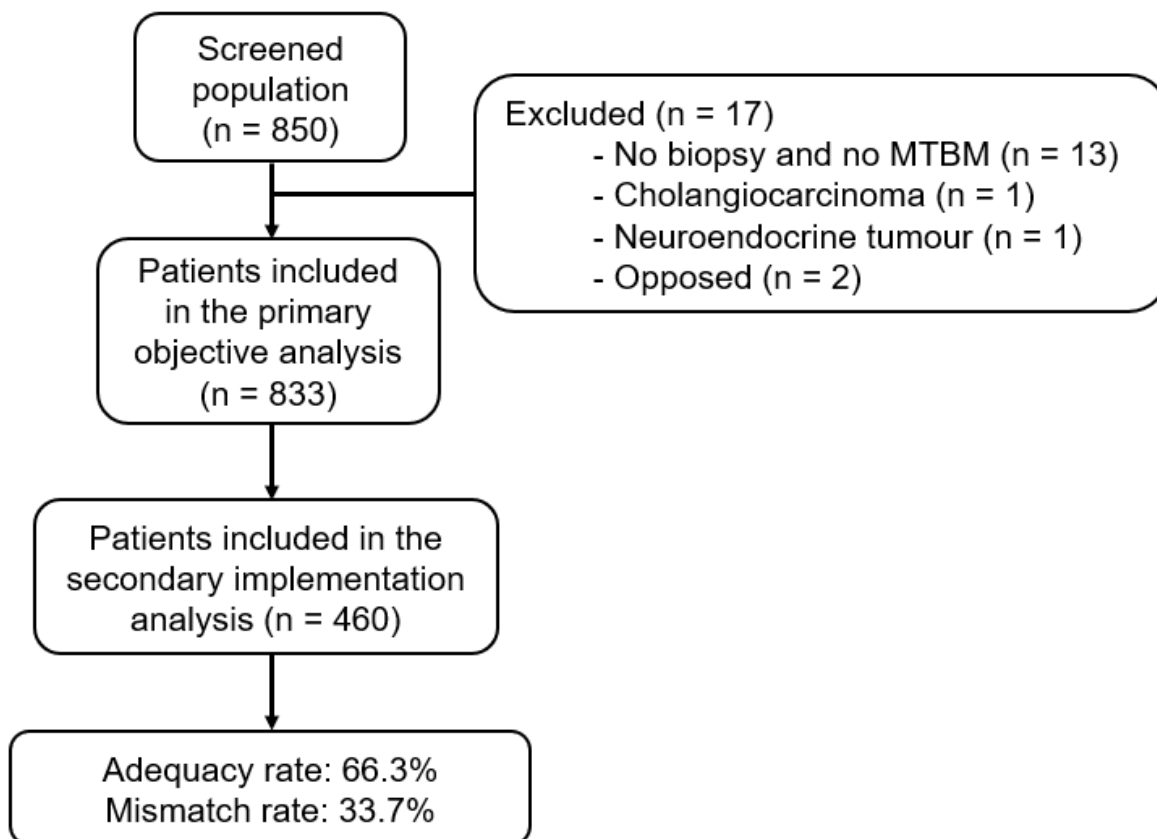 Screened
population
(n = 850)
Excluded (n = 17)
- No biopsy and no MTBM (n = 13)
- Cholangiocarcinoma (n = 1)
- Neuroendocrine tumour (n = 1)
- Opposed (n = 2)
Patients included
in the primary
objective analysis
(n = 833)
Patients included in the
secondary implementation
analysis (n = 460)
Adequacy rate: 66.3%
Mismatch rate: 33.7%